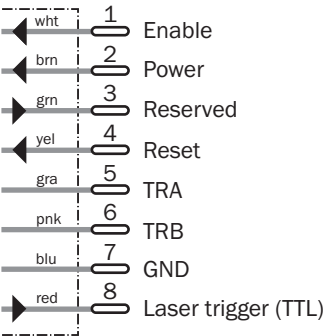 wht 1 Enable
brn 2 Power
grn 3 Reserved
yel 4 Reset
gra 5 TRA
pnk 6 TRB
blu 7 GND
red 8 Laser trigger (TTL)